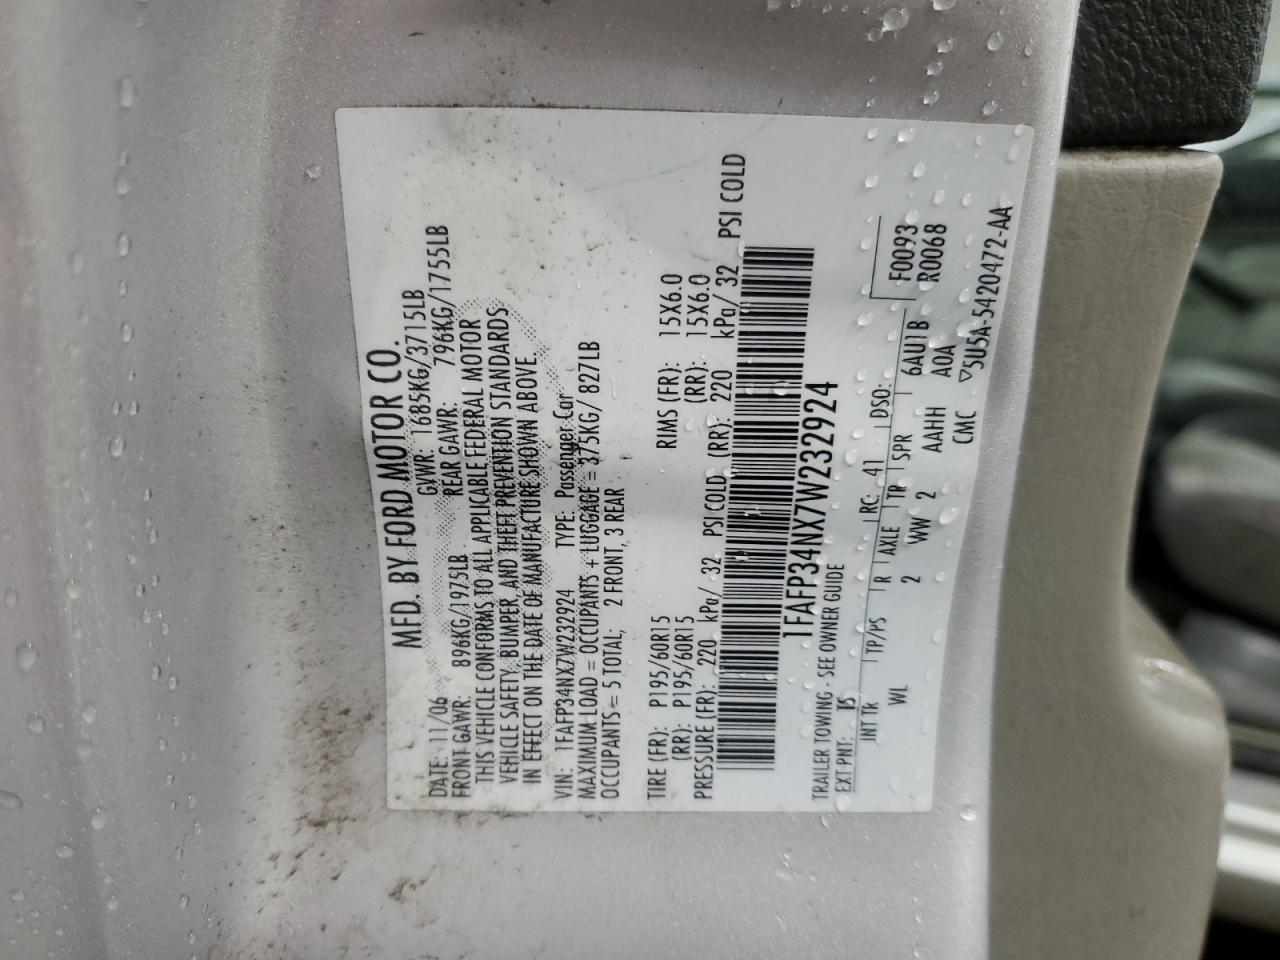 MFD. BY FORD MOTOR CO.
DATE: 11/06 GVWR: 1685KG/3715LB
FRONT GAWR: 896KG/1975LB REAR GAWR: 796KG/1755LB
THIS VEHICLE CONFORMS TO ALL APPLICABLE FEDERAL MOTOR
VEHICLE SAFETY, BUMPER, AND THEFT PREVENTION STANDARDS
IN EFFECT ON THE DATE OF MANUFACTURE SHOWN ABOVE.
VIN: 1FAFP34NX7W232924 TYPE: Passenger Car
MAXIMUM LOAD = OCCUPANTS + LUGGAGE = 375KG/ 827LB
OCCUPANTS = 5 TOTAL, 2 FRONT, 3 REAR
TIRE (FR): P195/60R15 RIMS (FR): 15X6.0
(RR): P195/60R15 (RR): 15X6.0
PRESSURE (FR): 220 kPa/ 32 PSI COLD (RR): 220 kPa/ 32 PSI COLD
1FAFP34NX7W232924
TRAILER TOWING - SEE OWNER GUIDE
EXT PNT: TS RC: 41 DSO: F0093
INT TR TP/PS R AXLE TR SPR 6AU1B R0068
WL 2 WW 2 AAHH A0A
CMC ▽5U5A-5420472-AA